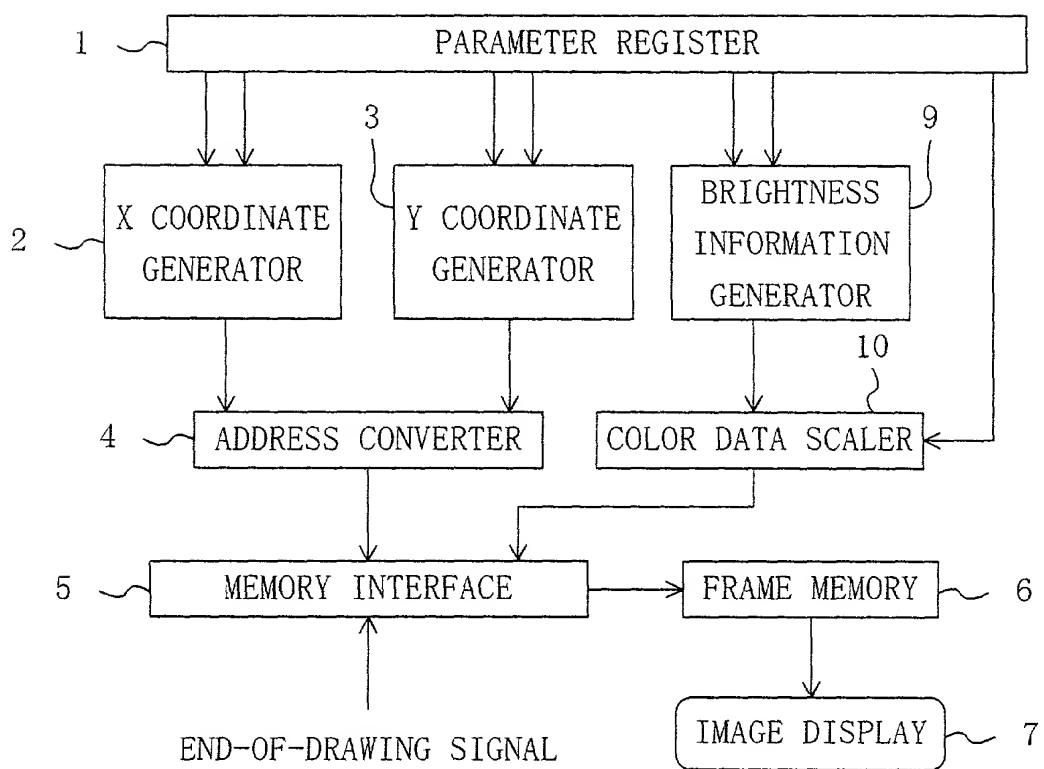 1
PARAMETER REGISTER
2
X COORDINATE
GENERATOR
3
Y COORDINATE
GENERATOR
9
BRIGHTNESS
INFORMATION
GENERATOR
4
ADDRESS CONVERTER
10
COLOR DATA SCALER
5
MEMORY INTERFACE
FRAME MEMORY
6
END-OF-DRAWING SIGNAL
IMAGE DISPLAY
7